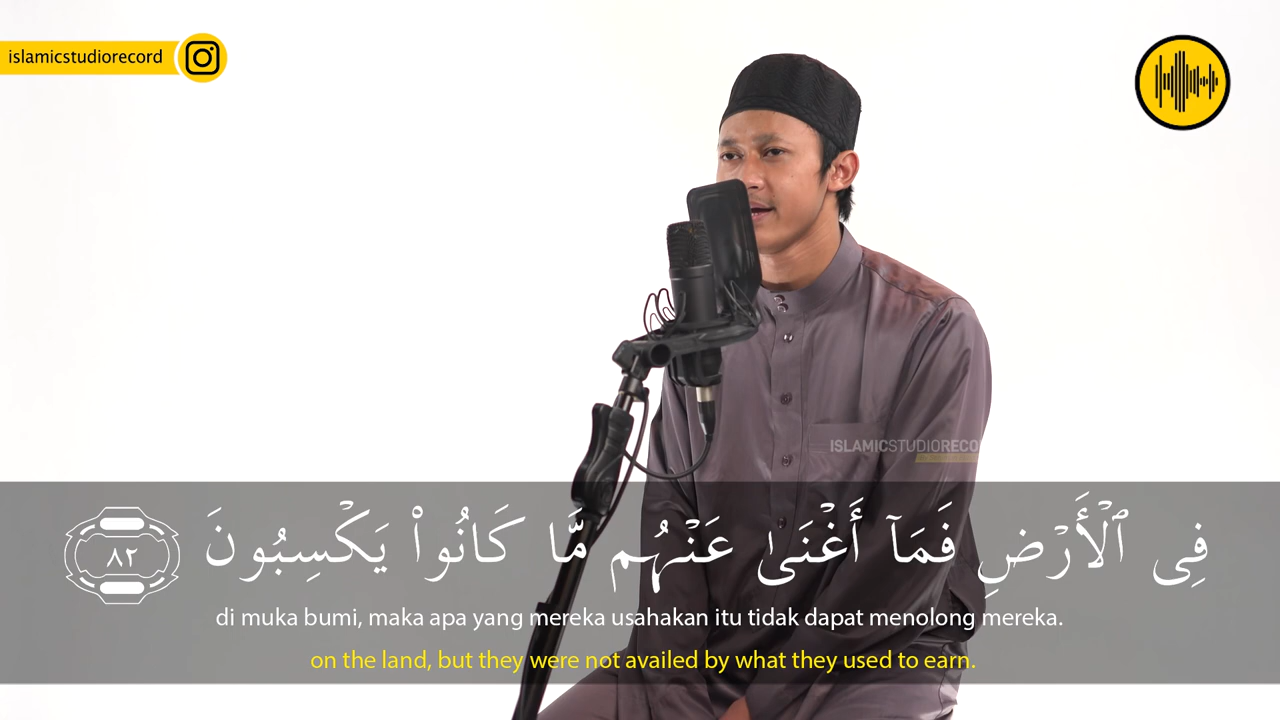 islamicstudiorecord
ISLAMICSTUDIORECO
فِى ٱلْأَرْضِ فَمَآ أَغْنَىٰ عَنْهُم مَّا كَانُوا۟ يَكْسِبُونَ ٨٢
di muka bumi, maka apa yang mereka usahakan itu tidak dapat menolong mereka.
on the land, but they were not availed by what they used to earn.